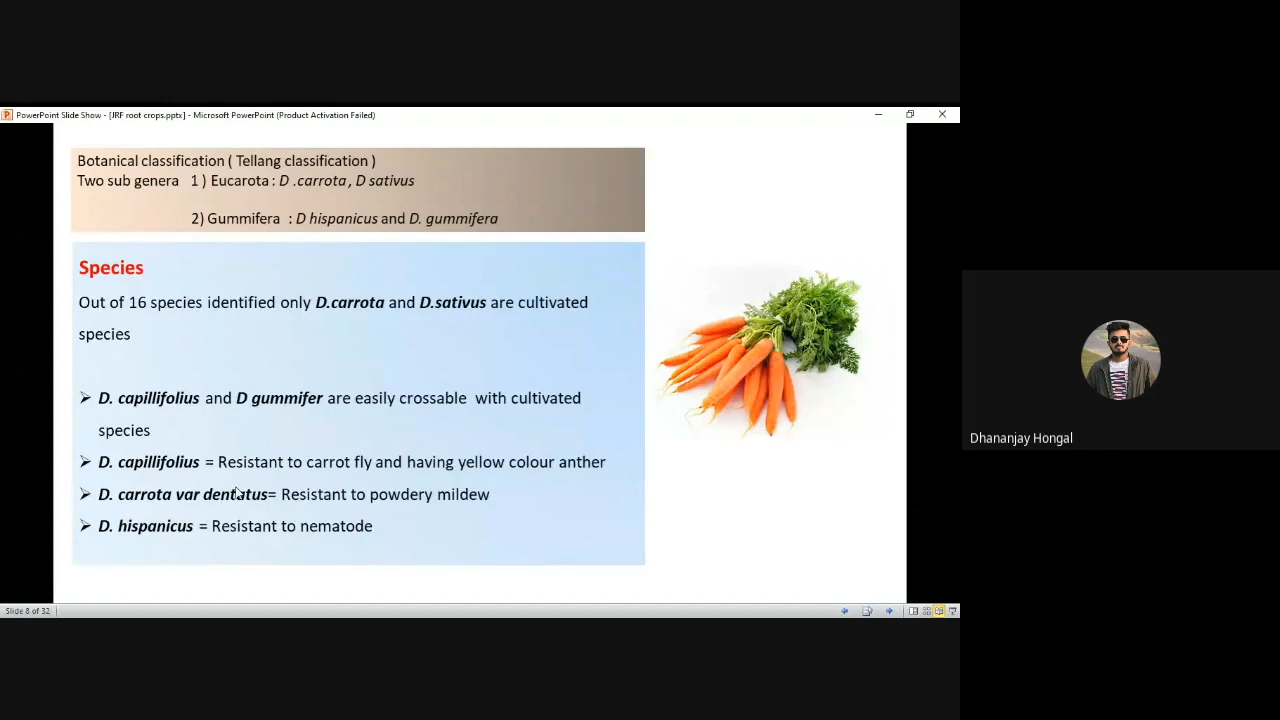 PowerPoint Slide Show - [JRF root crops.pptx] - Microsoft PowerPoint (Product Activation Failed)
Botanical classification ( Tellang classification )
Two sub genera 1 ) Eucarota : D .carrota , D sativus
2) Gummifera : D hispanicus and D. gummifera
Species
Out of 16 species identified only D.carrota and D.sativus are cultivated
species
➢ D. capillifolius and D gummifer are easily crossable with cultivated
species
➢ D. capillifolius = Resistant to carrot fly and having yellow colour anther
➢ D. carrota var dentatus= Resistant to powdery mildew
➢ D. hispanicus = Resistant to nematode
Dhananjay Hongal
Slide 8 of 32